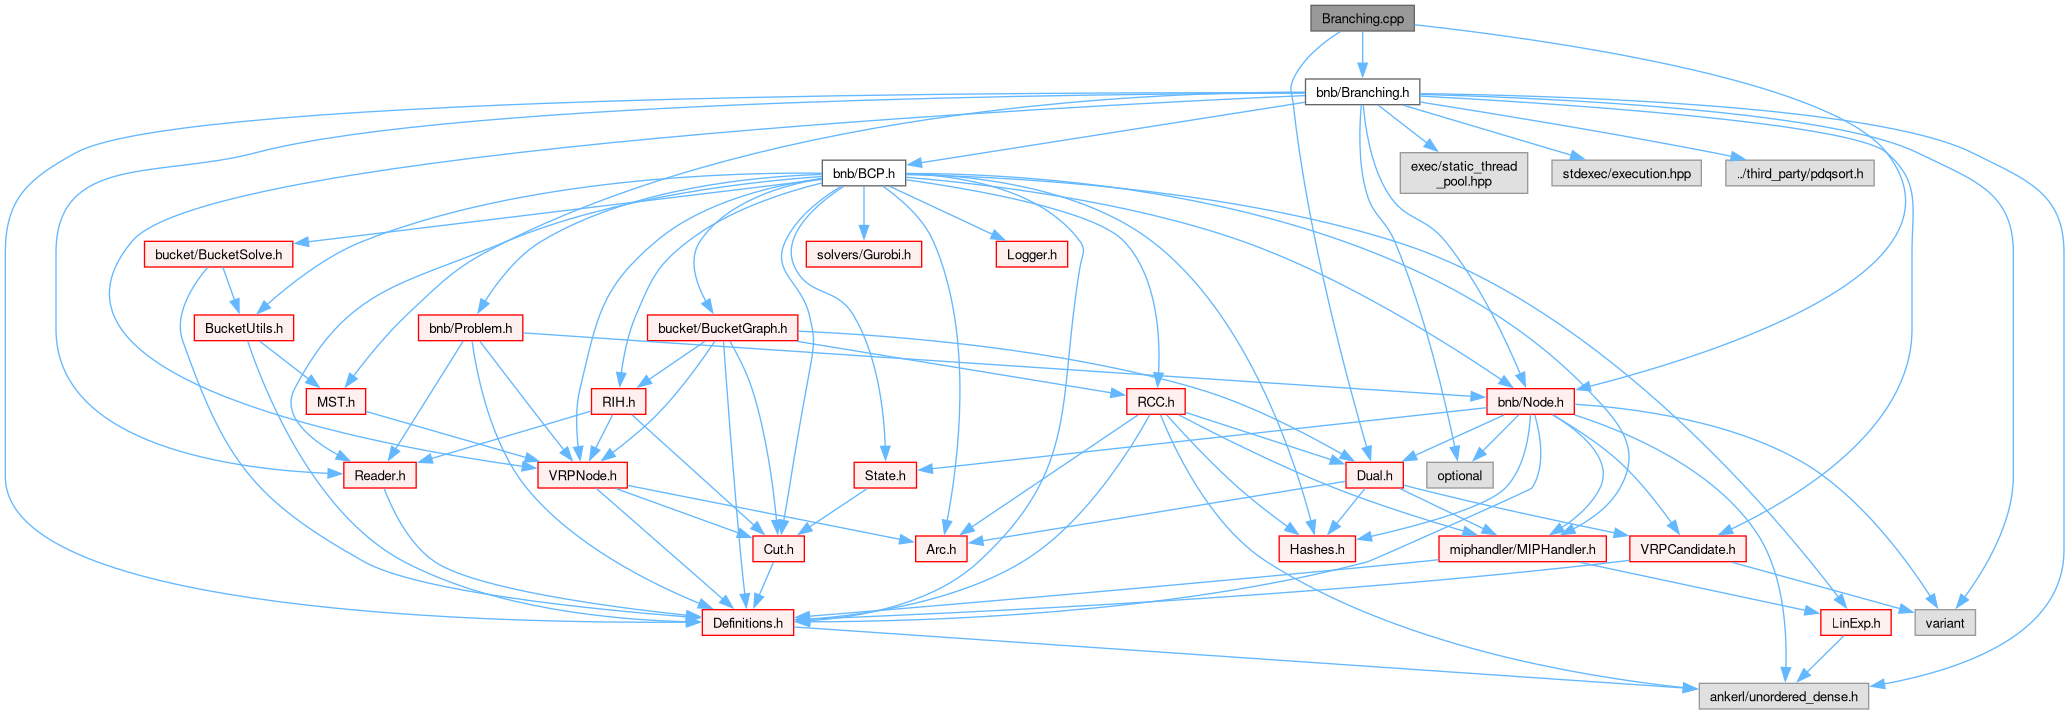 Branching.cpp
bnb/Branching.h
bnb/BCP.h
exec/static_thread
_pool.hpp
stdexec/execution.hpp
../third_party/pdqsort.h
bucket/BucketSolve.h
solvers/Gurobi.h
Logger.h
BucketUtils.h
bnb/Problem.h
bucket/BucketGraph.h
MST.h
RIH.h
RCC.h
bnb/Node.h
Reader.h
VRPNode.h
State.h
Dual.h
optional
Cut.h
Arc.h
Hashes.h
miphandler/MIPHandler.h
VRPCandidate.h
Definitions.h
LinExp.h
variant
ankerl/unordered_dense.h